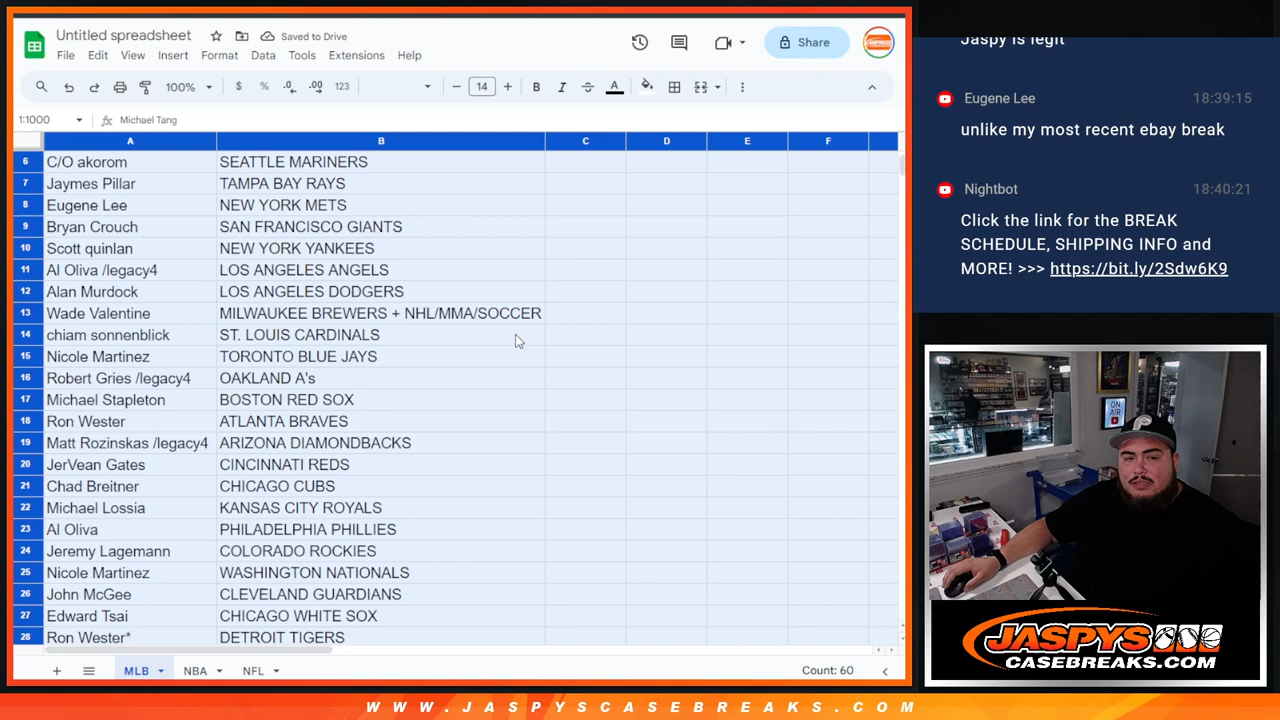 Untitled spreadsheet
Saved to Drive
File Edit View Insert Format Data Tools Extensions Help
Share
100% $ % .0 .00 123 14 B I S A
1:1000 fx Michael Tang
A B C D E F
6 C/O akorom SEATTLE MARINERS
7 Jaymes Pillar TAMPA BAY RAYS
8 Eugene Lee NEW YORK METS
9 Bryan Crouch SAN FRANCISCO GIANTS
10 Scott quinlan NEW YORK YANKEES
11 Al Oliva /legacy4 LOS ANGELES ANGELS
12 Alan Murdock LOS ANGELES DODGERS
13 Wade Valentine MILWAUKEE BREWERS + NHL/MMA/SOCCER
14 chiam sonnenblick ST. LOUIS CARDINALS
15 Nicole Martinez TORONTO BLUE JAYS
16 Robert Gries /legacy4 OAKLAND A's
17 Michael Stapleton BOSTON RED SOX
18 Ron Wester ATLANTA BRAVES
19 Matt Rozinskas /legacy4 ARIZONA DIAMONDBACKS
20 JerVean Gates CINCINNATI REDS
21 Chad Breitner CHICAGO CUBS
22 Michael Lossia KANSAS CITY ROYALS
23 Al Oliva PHILADELPHIA PHILLIES
24 Jeremy Lagemann COLORADO ROCKIES
25 Nicole Martinez WASHINGTON NATIONALS
26 John McGee CLEVELAND GUARDIANS
27 Edward Tsai CHICAGO WHITE SOX
28 Ron Wester* DETROIT TIGERS
MLB NBA NFL Count: 60
Jaspy is legit
Eugene Lee 18:39:15
unlike my most recent ebay break
Nightbot 18:40:21
Click the link for the BREAK
SCHEDULE, SHIPPING INFO and
MORE! >>> https://bit.ly/2Sdw6K9
ON
AIR
JASPYS
CASEBREAKS.COM
WWW.JASPYSCASEBREAKS.COM